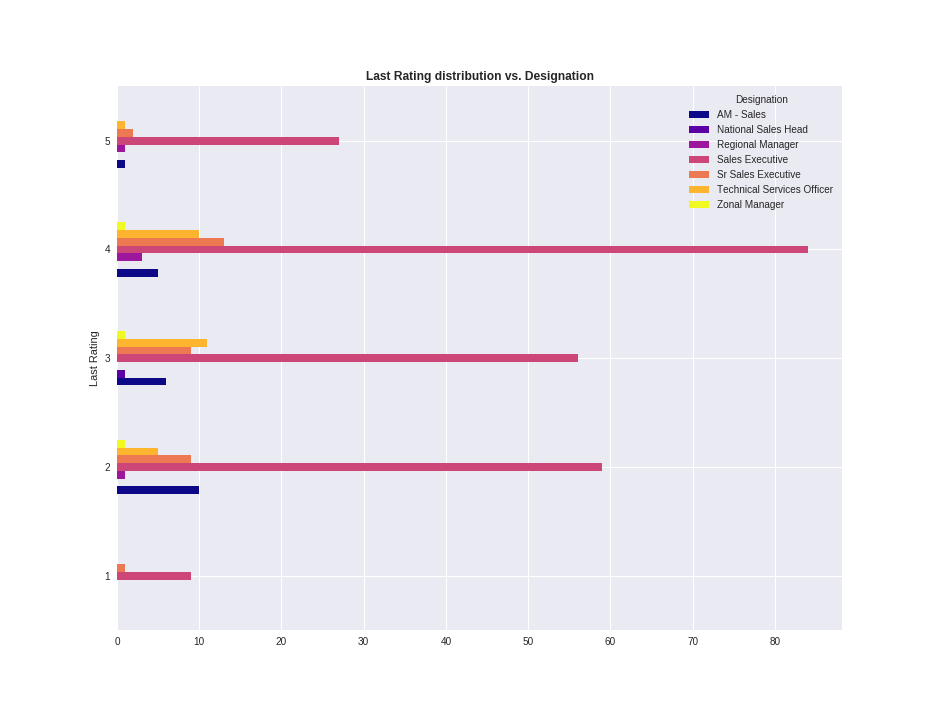 Last Rating distribution vs. Designation
Designation
AM - Sales
National Sales Head
Regional Manager
Sales Executive
Sr Sales Executive
Technical Services Officer
Zonal Manager
Last Rating
5
4
3
2
1
0 10 20 30 40 50 60 70 80